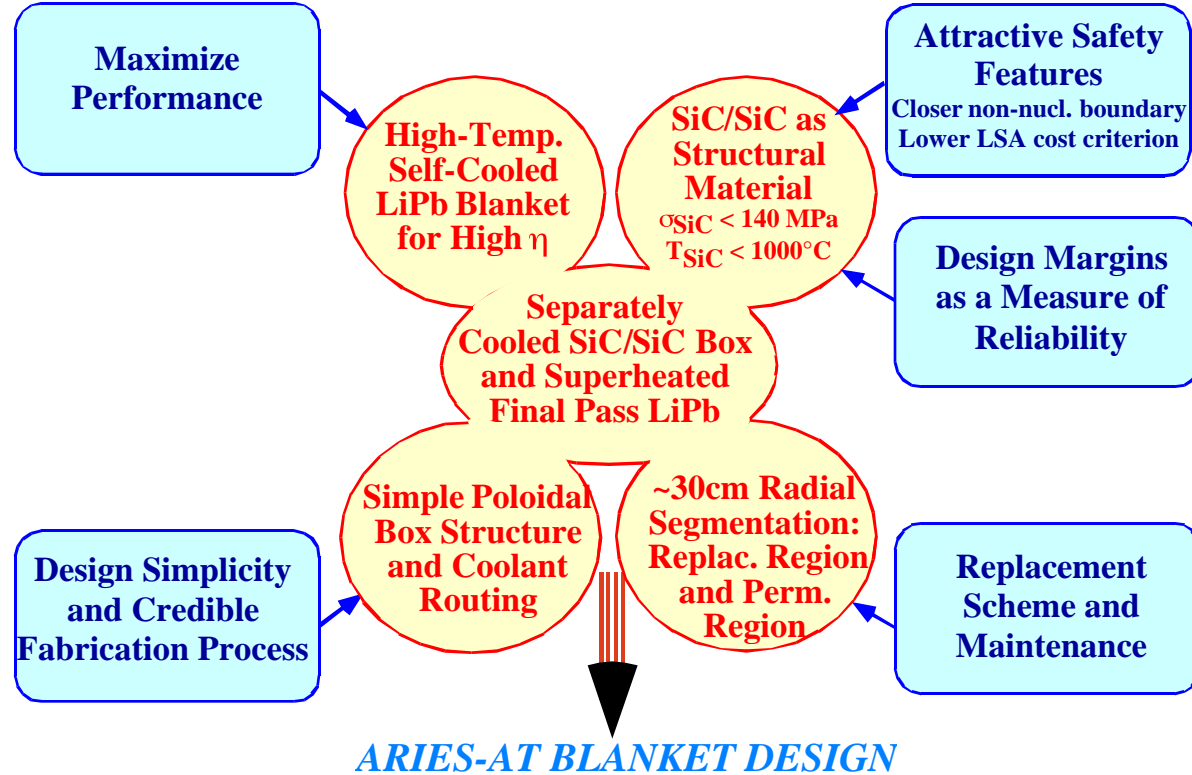 Maximize
Performance
Attractive Safety
Features
Closer non-nucl. boundary
Lower LSA cost criterion
High-Temp.
Self-Cooled
LiPb Blanket
for High η
SiC/SiC as
Structural
Material
σSiC < 140 MPa
TSiC < 1000°C
Design Margins
as a Measure of
Reliability
Separately
Cooled SiC/SiC Box
and Superheated
Final Pass LiPb
Simple Poloidal
Box Structure
and Coolant
Routing
~30cm Radial
Segmentation:
Replac. Region
and Perm.
Region
Design Simplicity
and Credible
Fabrication Process
Replacement
Scheme and
Maintenance
ARIES-AT BLANKET DESIGN